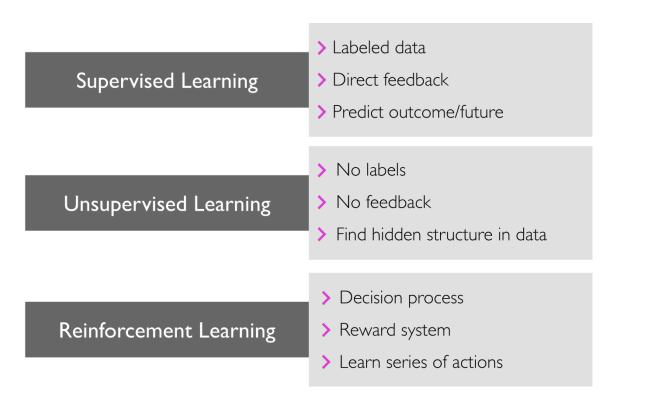 Supervised Learning
Labeled data
Direct feedback
Predict outcome/future
Unsupervised Learning
No labels
No feedback
Find hidden structure in data
Reinforcement Learning
Decision process
Reward system
Learn series of actions